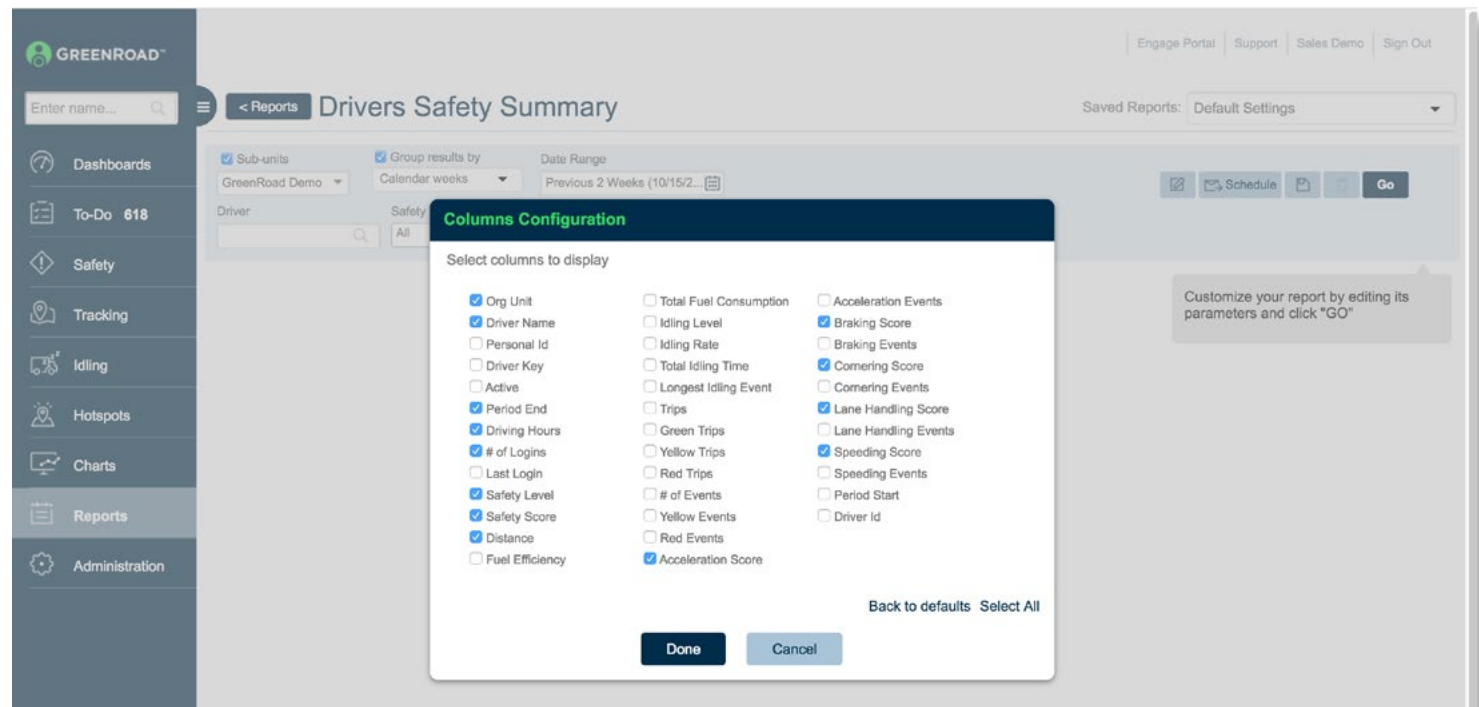 GREENROAD™
Engage Portal Support Sales Demo Sign Out
Enter name...
< Reports Drivers Safety Summary
Saved Reports: Default Settings
Dashboards
To-Do 618
Safety
Tracking
Idling
Hotspots
Charts
Reports
Administration
Sub-units Group results by Date Range
GreenRoad Demo Calendar weeks Previous 2 Weeks (10/15/2...
Schedule Go
Driver Safety
All
Customize your report by editing its
parameters and click "GO"
Columns Configuration
Select columns to display
Org Unit
Driver Name
Personal Id
Driver Key
Active
Period End
Driving Hours
# of Logins
Last Login
Safety Level
Safety Score
Distance
Fuel Efficiency
Total Fuel Consumption
Idling Level
Idling Rate
Total Idling Time
Longest Idling Event
Trips
Green Trips
Yellow Trips
Red Trips
# of Events
Yellow Events
Red Events
Acceleration Score
Acceleration Events
Braking Score
Braking Events
Cornering Score
Cornering Events
Lane Handling Score
Lane Handling Events
Speeding Score
Speeding Events
Period Start
Driver Id
Back to defaults Select All
Done Cancel